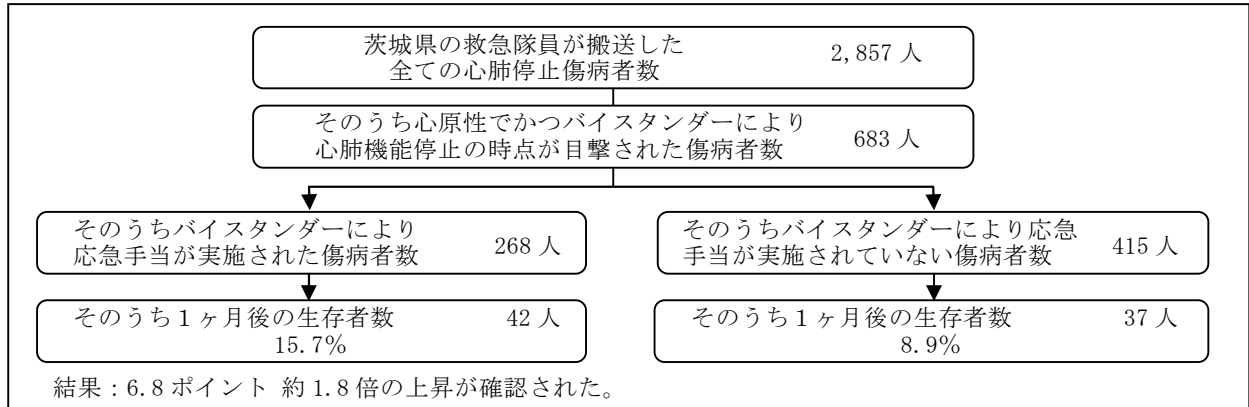 茨城県の救急隊員が搬送した
全ての心肺停止傷病者数
2,857 人
そのうち心原性でかつバイスタンダーにより
心肺機能停止の時点が目撃された傷病者数
683 人
そのうちバイスタンダーにより
応急手当が実施された傷病者数
268 人
そのうちバイスタンダーにより応急
手当が実施されていない傷病者数
415 人
そのうち1ヶ月後の生存者数
42 人
15.7%
そのうち1ヶ月後の生存者数
37 人
8.9%
結果：6.8 ポイント 約 1.8 倍の上昇が確認された。